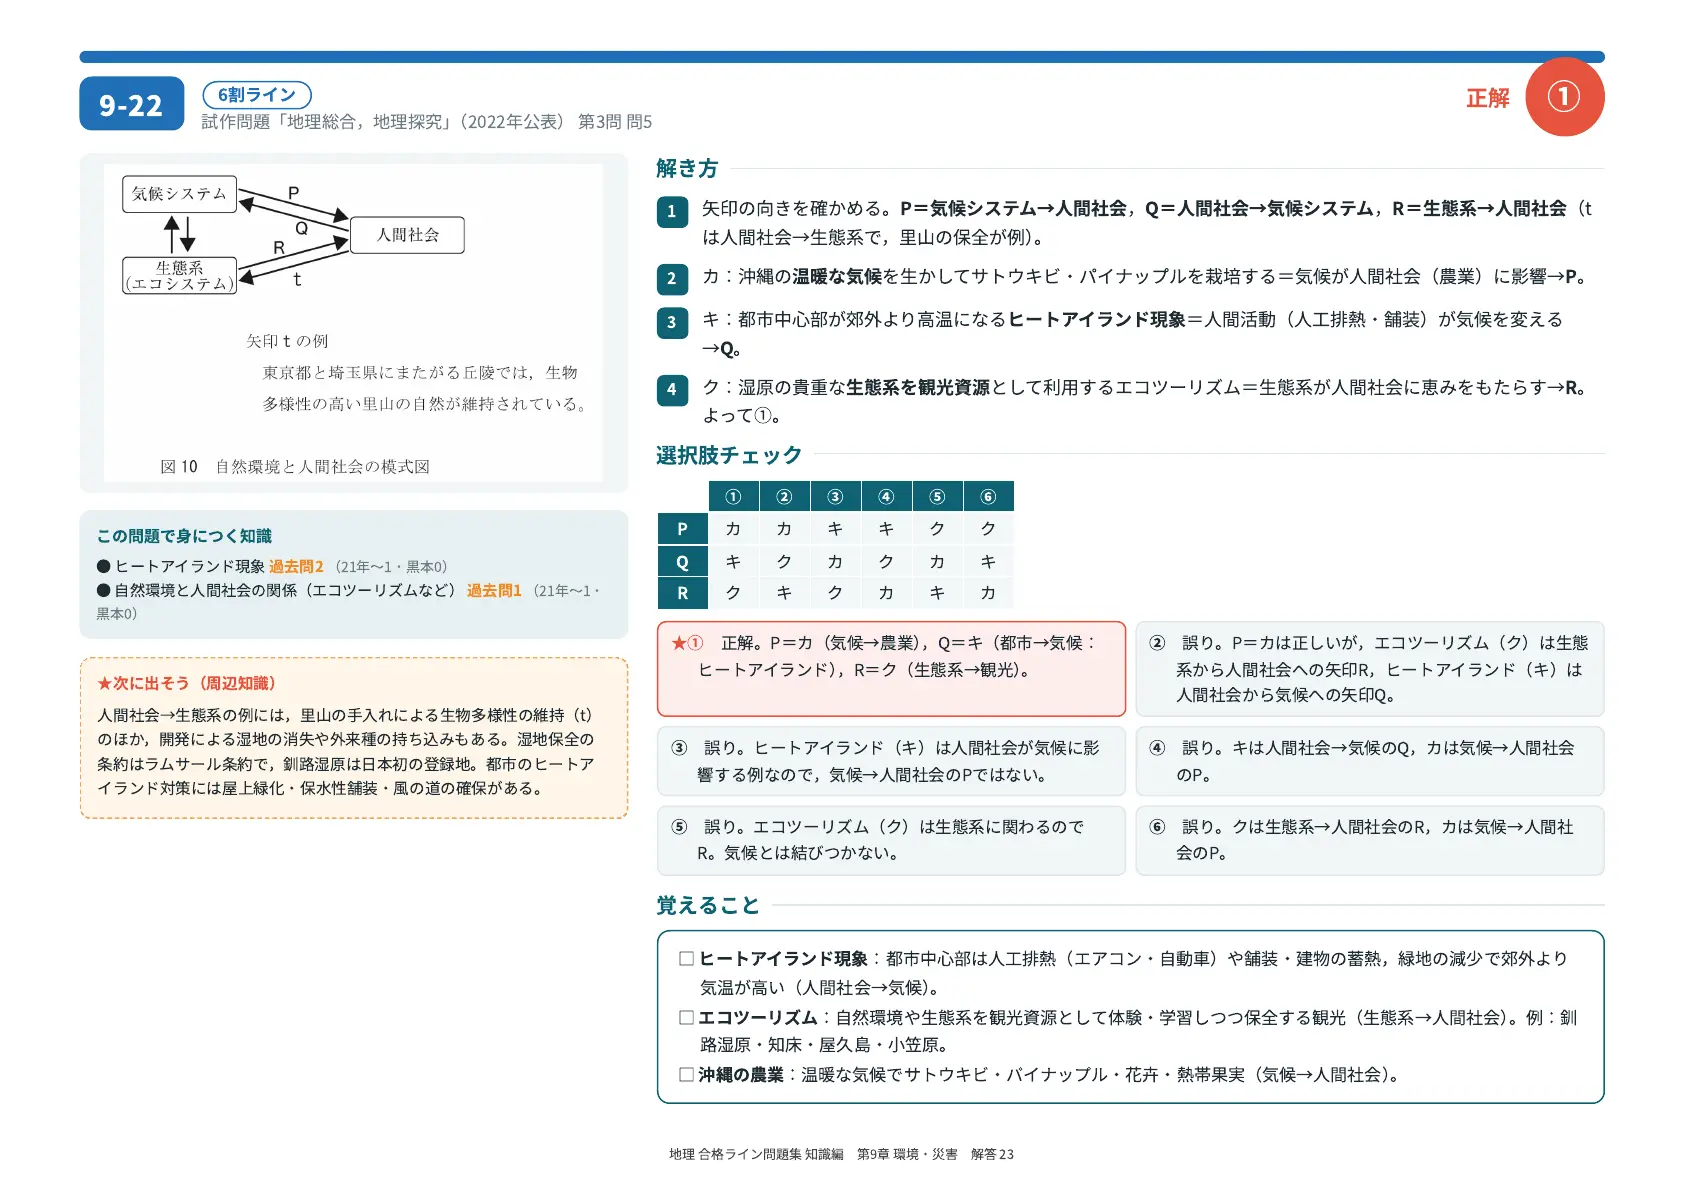 9-22
6割ライン
試作問題「地理総合，地理探究」（2022年公表） 第3問 問5
正解 ①
気候システム
P
Q
人間社会
R
生態系
(エコシステム)
t
矢印 t の例
東京都と埼玉県にまたがる丘陵では，生物
多様性の高い里山の自然が維持されている。
図 10 自然環境と人間社会の模式図
この問題で身につく知識
● ヒートアイランド現象 過去問2 （21年〜1・黒本0）
● 自然環境と人間社会の関係（エコツーリズムなど） 過去問1 （21年〜1・
黒本0）
★次に出そう（周辺知識）
人間社会→生態系の例には，里山の手入れによる生物多様性の維持（t）
のほか，開発による湿地の消失や外来種の持ち込みもある。湿地保全の
条約はラムサール条約で，釧路湿原は日本初の登録地。都市のヒートア
イランド対策には屋上緑化・保水性舗装・風の道の確保がある。
解き方
1 矢印の向きを確かめる。P＝気候システム→人間社会，Q＝人間社会→気候システム，R＝生態系→人間社会（t
は人間社会→生態系で，里山の保全が例）。
2 カ：沖縄の温暖な気候を生かしてサトウキビ・パイナップルを栽培する＝気候が人間社会（農業）に影響→P。
3 キ：都市中心部が郊外より高温になるヒートアイランド現象＝人間活動（人工排熱・舗装）が気候を変える
→Q。
4 ク：湿原の貴重な生態系を観光資源として利用するエコツーリズム＝生態系が人間社会に恵みをもたらす→R。
よって①。
選択肢チェック
① ② ③ ④ ⑤ ⑥
P カ カ キ キ ク ク
Q キ ク カ ク カ キ
R ク キ ク カ キ カ
★① 正解。P＝カ（気候→農業），Q＝キ（都市→気候：
ヒートアイランド），R＝ク（生態系→観光）。
② 誤り。P＝カは正しいが，エコツーリズム（ク）は生態
系から人間社会への矢印R，ヒートアイランド（キ）は
人間社会から気候への矢印Q。
③ 誤り。ヒートアイランド（キ）は人間社会が気候に影
響する例なので，気候→人間社会のPではない。
④ 誤り。キは人間社会→気候のQ，カは気候→人間社会
のP。
⑤ 誤り。エコツーリズム（ク）は生態系に関わるので
R。気候とは結びつかない。
⑥ 誤り。クは生態系→人間社会のR，カは気候→人間社
会のP。
覚えること
□ ヒートアイランド現象：都市中心部は人工排熱（エアコン・自動車）や舗装・建物の蓄熱，緑地の減少で郊外より
気温が高い（人間社会→気候）。
□ エコツーリズム：自然環境や生態系を観光資源として体験・学習しつつ保全する観光（生態系→人間社会）。例：釧
路湿原・知床・屋久島・小笠原。
□ 沖縄の農業：温暖な気候でサトウキビ・パイナップル・花卉・熱帯果実（気候→人間社会）。
地理 合格ライン問題集 知識編 第9章 環境・災害 解答 23